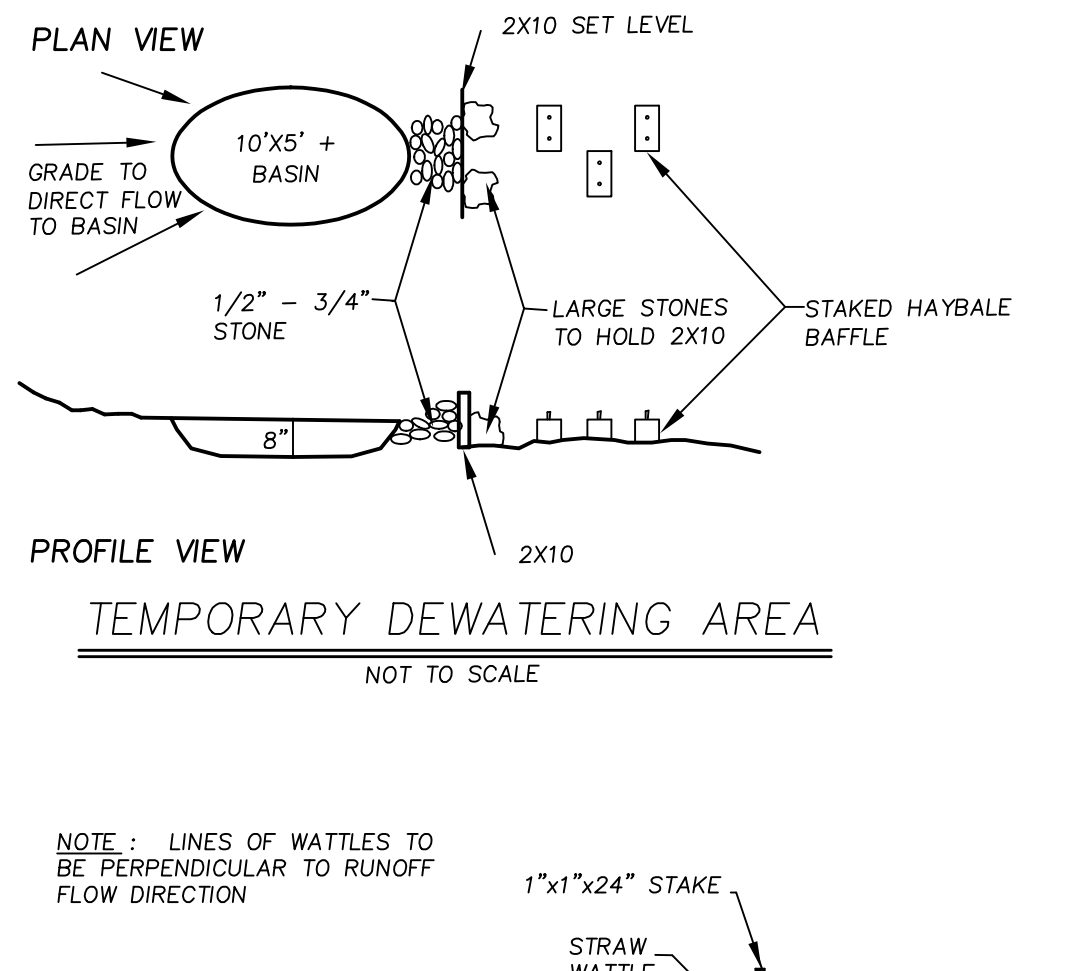 PLAN VIEW
2X10 SET LEVEL
10'X5' +
BASIN
GRADE TO
DIRECT FLOW
TO BASIN
1/2" - 3/4"
STONE
LARGE STONES
TO HOLD 2X10
STAKED HAYBALE
BAFFLE
8"
PROFILE VIEW
2X10
TEMPORARY DEWATERING AREA
NOT TO SCALE
NOTE : LINES OF WATTLES TO
BE PERPENDICULAR TO RUNOFF
FLOW DIRECTION
1"x1"x24" STAKE
STRAW
WATTLE